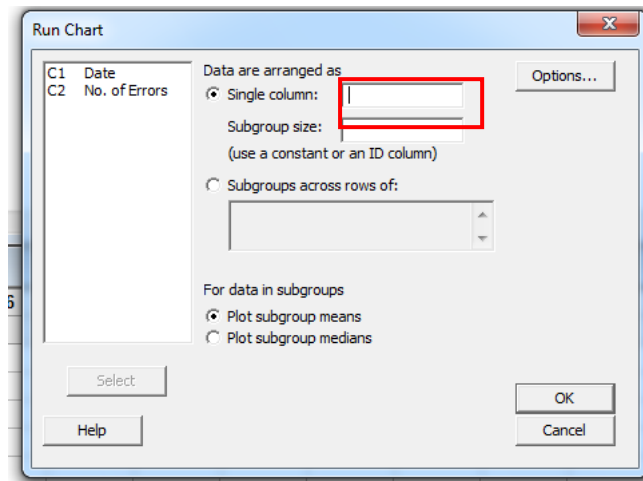 Run Chart
C1 Date
C2 No. of Errors
Data are arranged as
Single column:
Subgroup size:
(use a constant or an ID column)
Subgroups across rows of:
For data in subgroups
Plot subgroup means
Plot subgroup medians
Options...
Select
Help
OK
Cancel
6